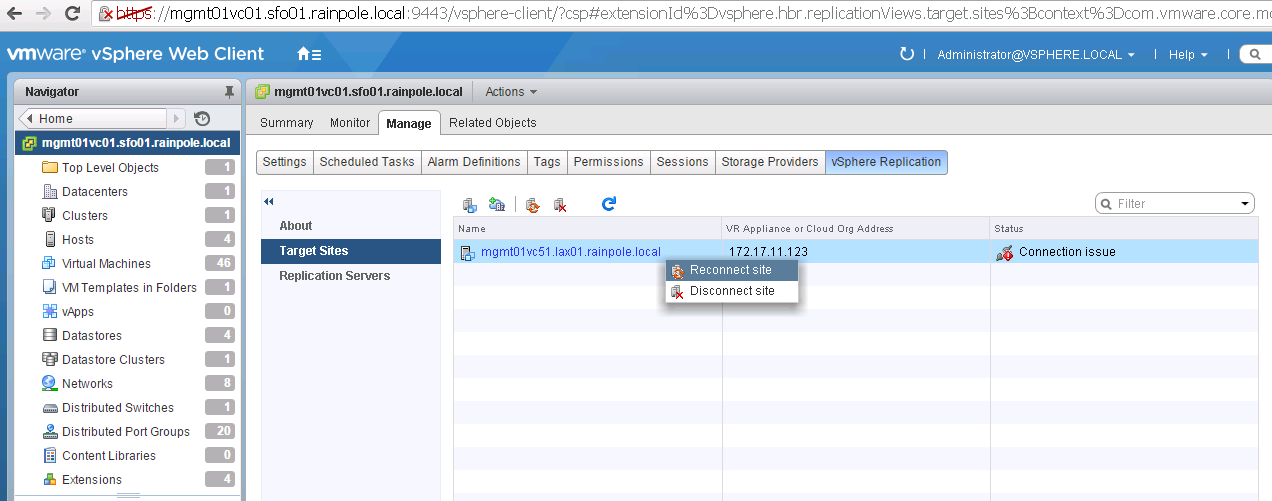 https://mgmt01vc01.sfo01.rainpole.local:9443/vsphere-client/?csp#extensionId%3Dvsphere.hbr.replicationViews.target.sites%3Bcontext%3Dcom.vmware.core.mo
vmware vSphere Web Client Administrator@VSPHERE.LOCAL Help
Navigator
Home
mgmt01vc01.sfo01.rainpole.local
Top Level Objects 1
Datacenters 1
Clusters 1
Hosts 4
Virtual Machines 46
VM Templates in Folders 1
vApps 1
Datastores 4
Datastore Clusters 1
Networks 8
Distributed Switches 1
Distributed Port Groups 20
Content Libraries 0
Extensions 4
mgmt01vc01.sfo01.rainpole.local Actions
Summary Monitor Manage Related Objects
Settings Scheduled Tasks Alarm Definitions Tags Permissions Sessions Storage Providers vSphere Replication
About
Target Sites
Replication Servers
Filter
Name VR Appliance or Cloud Org Address Status
mgmt01vc51.lax01.rainpole.local 172.17.11.123 Connection issue
Reconnect site
Disconnect site